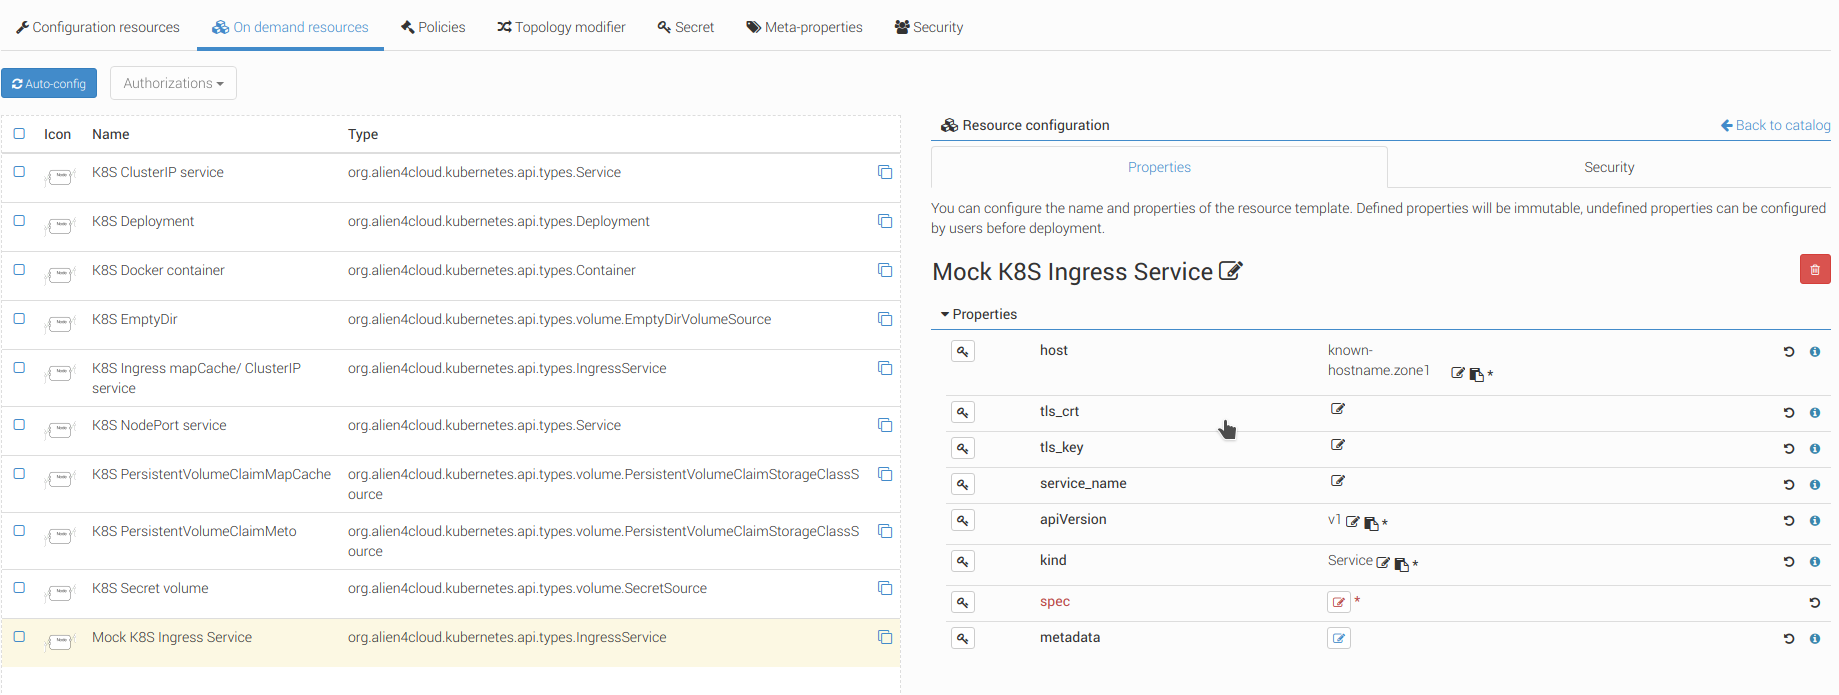 Configuration resources On demand resources Policies Topology modifier Secret Meta-properties Security
Auto-config Authorizations
Icon Name Type
K8S ClusterIP service org.alien4cloud.kubernetes.api.types.Service
K8S Deployment org.alien4cloud.kubernetes.api.types.Deployment
K8S Docker container org.alien4cloud.kubernetes.api.types.Container
K8S EmptyDir org.alien4cloud.kubernetes.api.types.volume.EmptyDirVolumeSource
K8S Ingress mapCache/ ClusterIP org.alien4cloud.kubernetes.api.types.IngressService
service
K8S NodePort service org.alien4cloud.kubernetes.api.types.Service
K8S PersistentVolumeClaimMapCache org.alien4cloud.kubernetes.api.types.volume.PersistentVolumeClaimStorageClassS
ource
K8S PersistentVolumeClaimMeto org.alien4cloud.kubernetes.api.types.volume.PersistentVolumeClaimStorageClassS
ource
K8S Secret volume org.alien4cloud.kubernetes.api.types.volume.SecretSource
Mock K8S Ingress Service org.alien4cloud.kubernetes.api.types.IngressService
Resource configuration Back to catalog
Properties Security
You can configure the name and properties of the resource template. Defined properties will be immutable, undefined properties can be configured
by users before deployment.
Mock K8S Ingress Service
Properties
host known-
hostname.zone1 *
tls_crt
tls_key
service_name
apiVersion v1 *
kind Service *
spec *
metadata